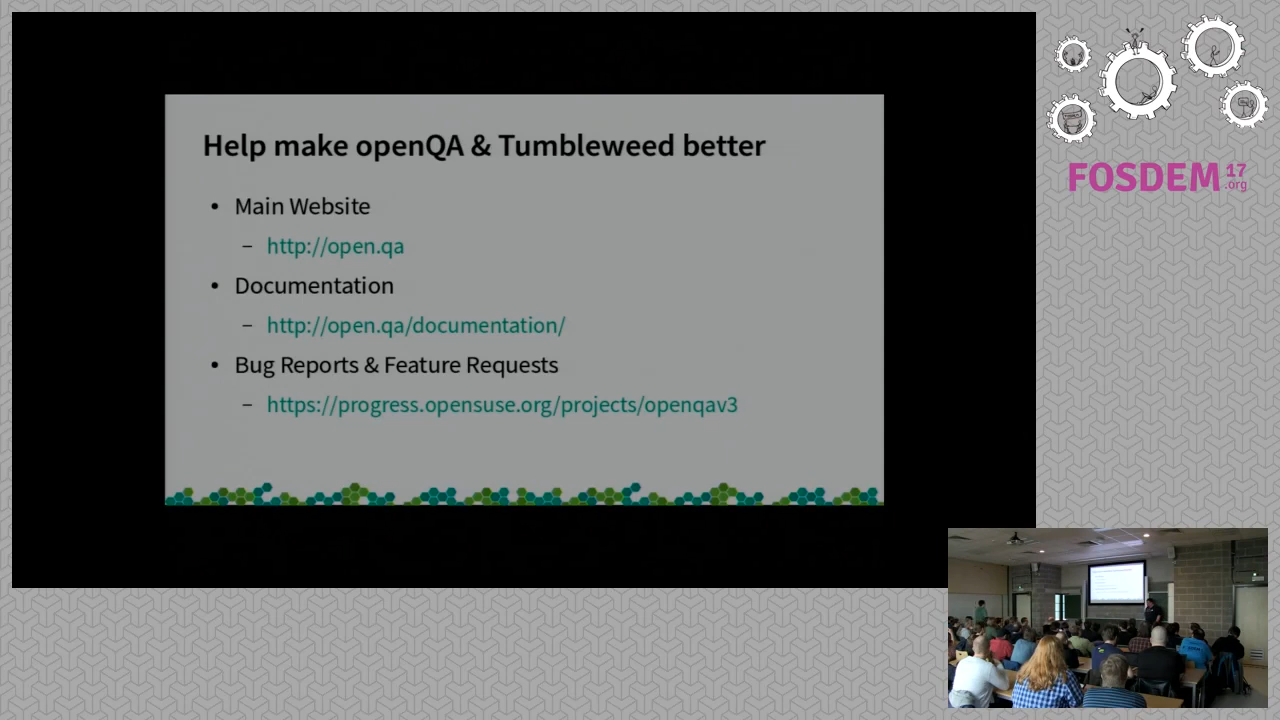 Help make openQA & Tumbleweed better
• Main Website
– http://open.qa
• Documentation
– http://open.qa/documentation/
• Bug Reports & Feature Requests
– https://progress.opensuse.org/projects/openqav3
FOSDEM 17
.org